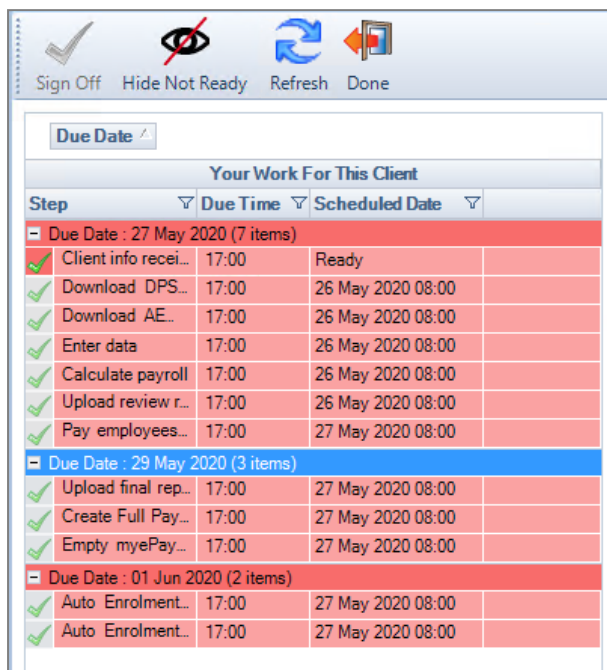 Sign Off Hide Not Ready Refresh Done
Due Date
Your Work For This Client
Step Due Time Scheduled Date
Due Date : 27 May 2020 (7 items)
Client info recei... 17:00 Ready
Download DPS... 17:00 26 May 2020 08:00
Download AE... 17:00 26 May 2020 08:00
Enter data 17:00 26 May 2020 08:00
Calculate payroll 17:00 26 May 2020 08:00
Upload review r... 17:00 26 May 2020 08:00
Pay employees... 17:00 27 May 2020 08:00
Due Date : 29 May 2020 (3 items)
Upload final rep... 17:00 27 May 2020 08:00
Create Full Pay... 17:00 27 May 2020 08:00
Empty myePay... 17:00 27 May 2020 08:00
Due Date : 01 Jun 2020 (2 items)
Auto Enrolment... 17:00 27 May 2020 08:00
Auto Enrolment... 17:00 27 May 2020 08:00